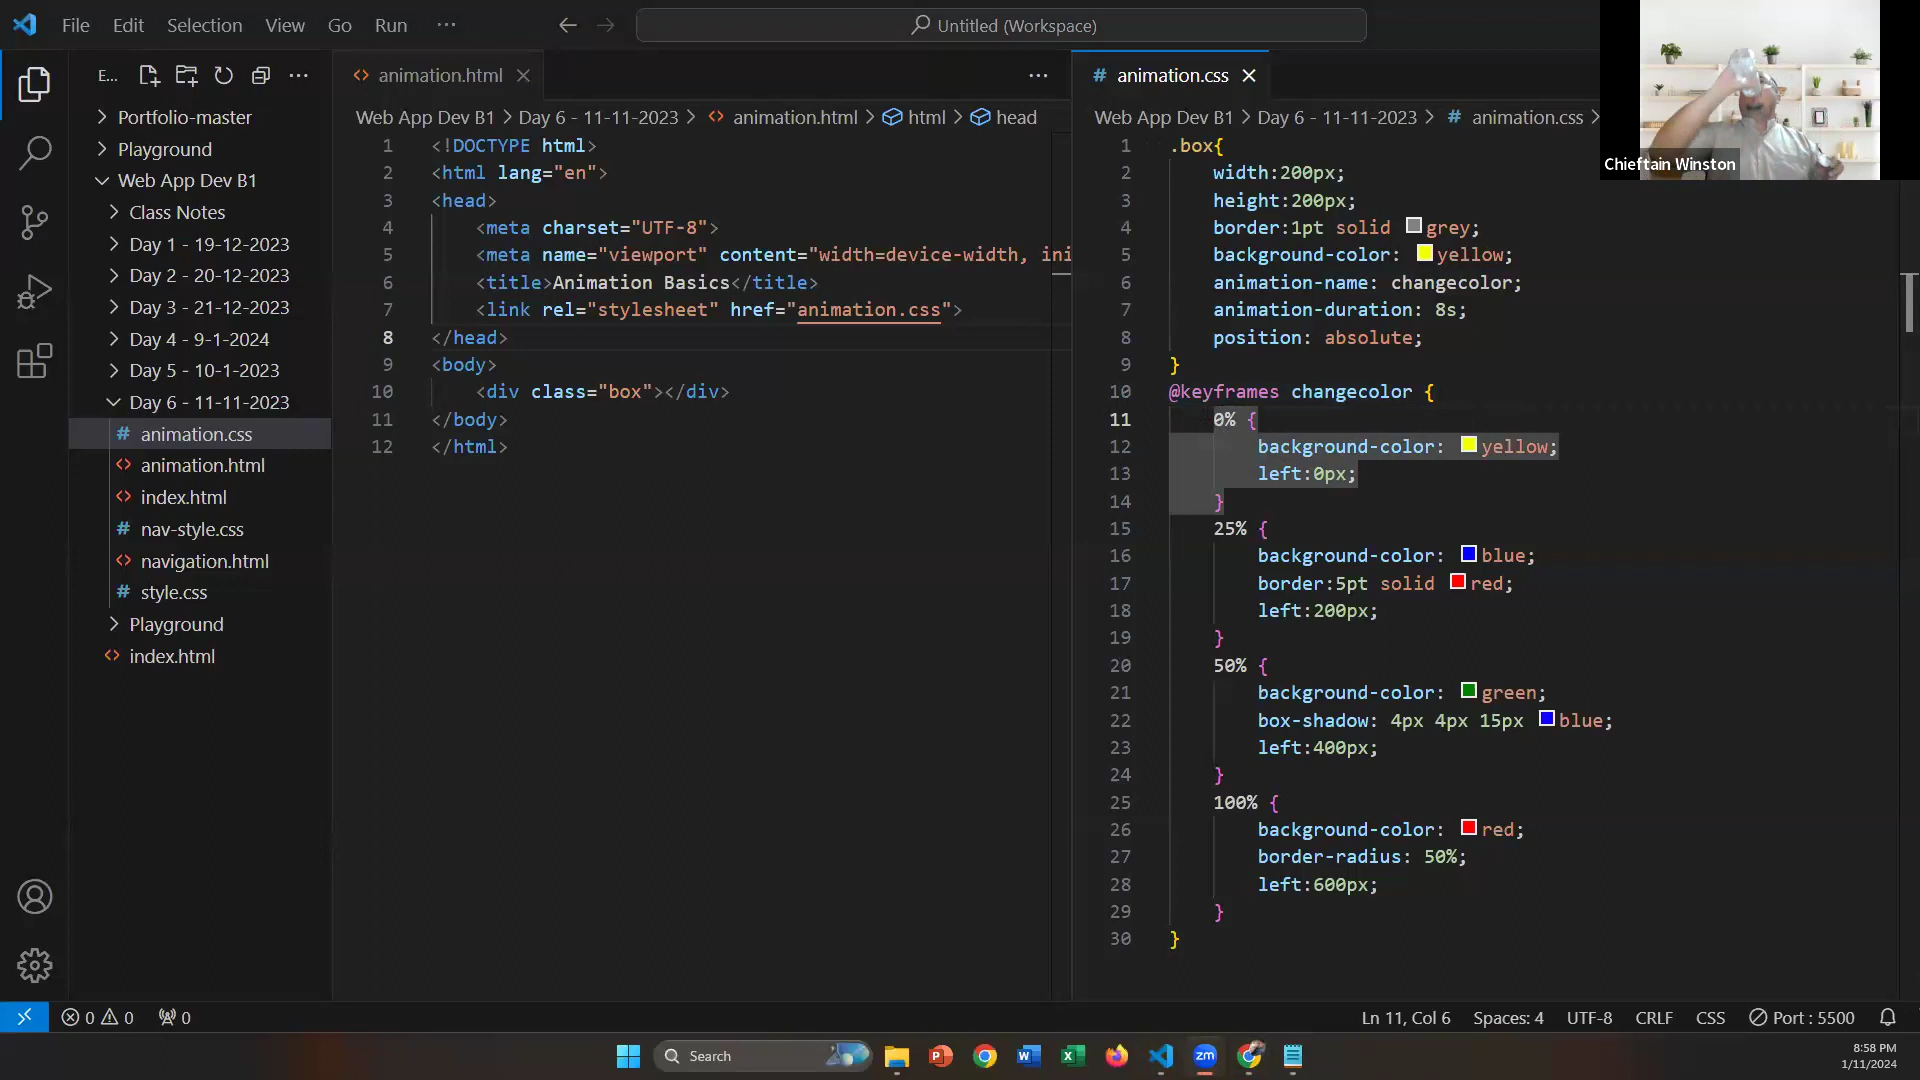 File Edit Selection View Go Run ···
Untitled (Workspace)
E... ···
Portfolio-master
Playground
Web App Dev B1
Class Notes
Day 1 - 19-12-2023
Day 2 - 20-12-2023
Day 3 - 21-12-2023
Day 4 - 9-1-2024
Day 5 - 10-1-2023
Day 6 - 11-11-2023
# animation.css
<> animation.html
<> index.html
# nav-style.css
<> navigation.html
# style.css
Playground
<> index.html
<> animation.html
Web App Dev B1 > Day 6 - 11-11-2023 > <> animation.html > html > head
1 <!DOCTYPE html>
2 <html lang="en">
3 <head>
4 <meta charset="UTF-8">
5 <meta name="viewport" content="width=device-width, ini
6 <title>Animation Basics</title>
7 <link rel="stylesheet" href="animation.css">
8 </head>
9 <body>
10 <div class="box"></div>
11 </body>
12 </html>
# animation.css
Web App Dev B1 > Day 6 - 11-11-2023 > # animation.css >
1 .box{
2 width:200px;
3 height:200px;
4 border:1pt solid grey;
5 background-color: yellow;
6 animation-name: changecolor;
7 animation-duration: 8s;
8 position: absolute;
9 }
10 @keyframes changecolor {
11 0% {
12 background-color: yellow;
13 left:0px;
14 }
15 25% {
16 background-color: blue;
17 border:5pt solid red;
18 left:200px;
19 }
20 50% {
21 background-color: green;
22 box-shadow: 4px 4px 15px blue;
23 left:400px;
24 }
25 100% {
26 background-color: red;
27 border-radius: 50%;
28 left:600px;
29 }
30 }
Chieftain Winston
0 0 0
Ln 11, Col 6 Spaces: 4 UTF-8 CRLF CSS Port : 5500
Search
P W X zm
8:58 PM
1/11/2024